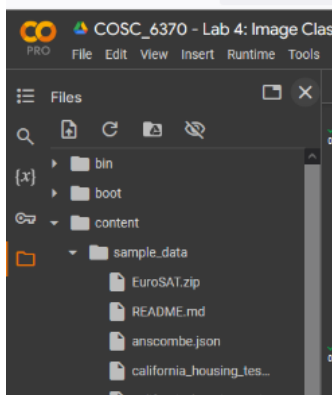 CO PRO
COSC_6370 - Lab 4: Image Clas
File Edit View Insert Runtime Tools
Files
{x}
bin
boot
content
sample_data
EuroSAT.zip
README.md
anscombe.json
california_housing_tes...